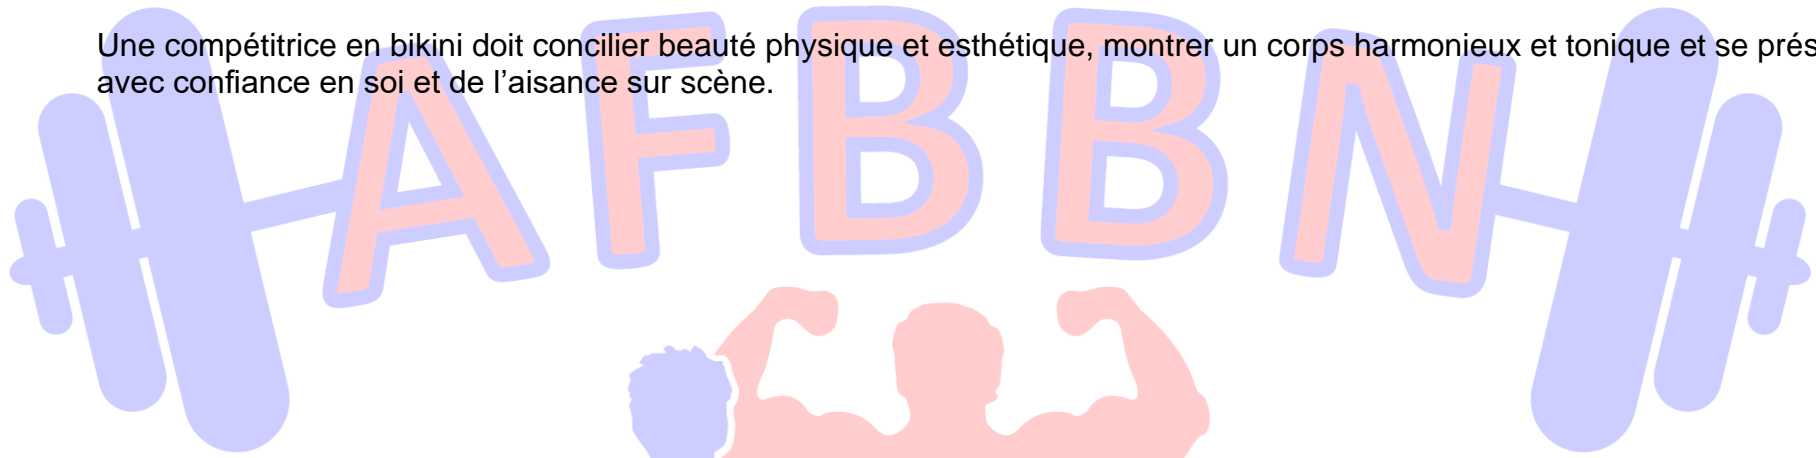 Une compétitrice en bikini doit concilier beauté physique et esthétique, montrer un corps harmonieux et tonique et se prés
avec confiance en soi et de l’aisance sur scène.
AFBBN